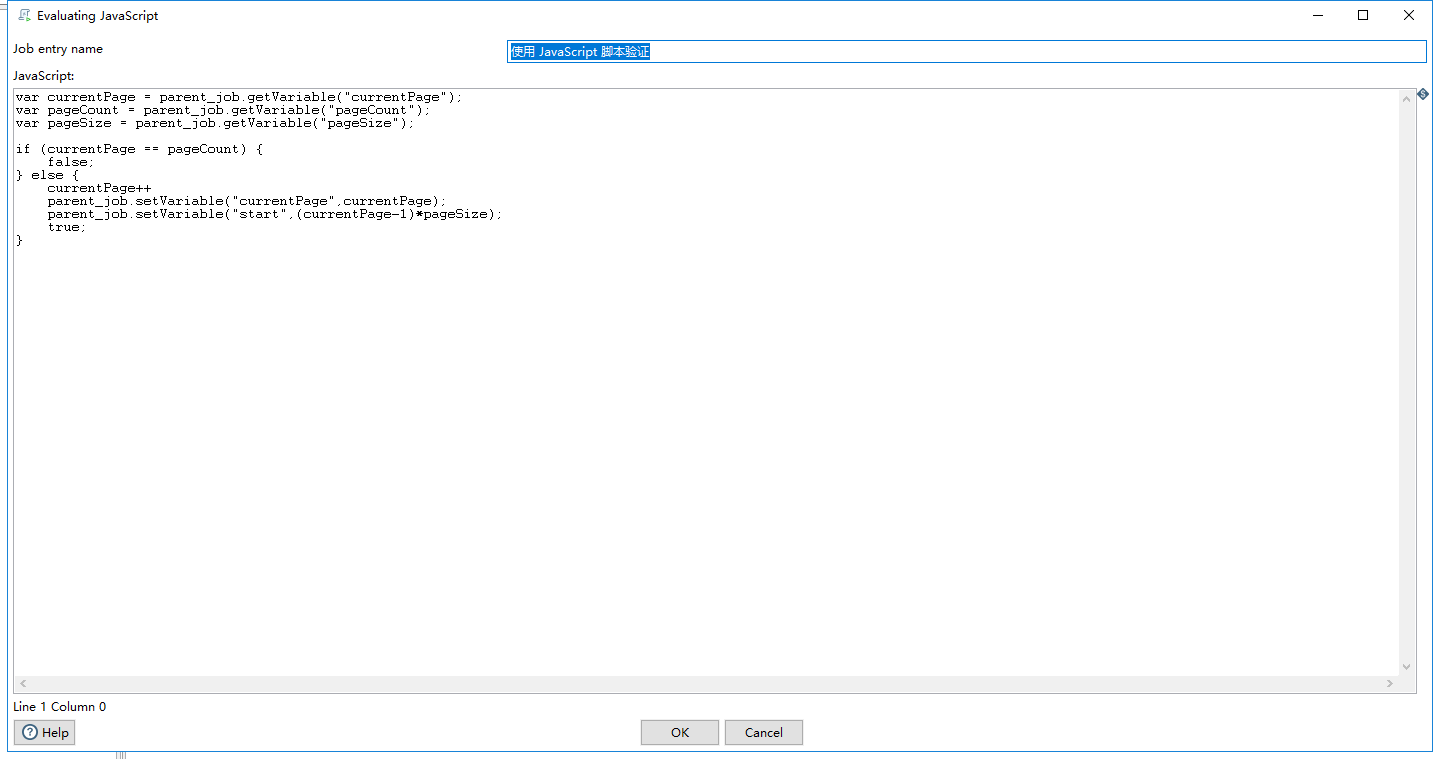 Evaluating JavaScript
Job entry name
使用 JavaScript 脚本验证
JavaScript:
var currentPage = parent_job.getVariable("currentPage");
var pageCount = parent_job.getVariable("pageCount");
var pageSize = parent_job.getVariable("pageSize");
if (currentPage == pageCount) {
    false;
} else {
    currentPage++
    parent_job.setVariable("currentPage",currentPage);
    parent_job.setVariable("start",(currentPage-1)*pageSize);
    true;
}
Line 1 Column 0
Help
OK
Cancel